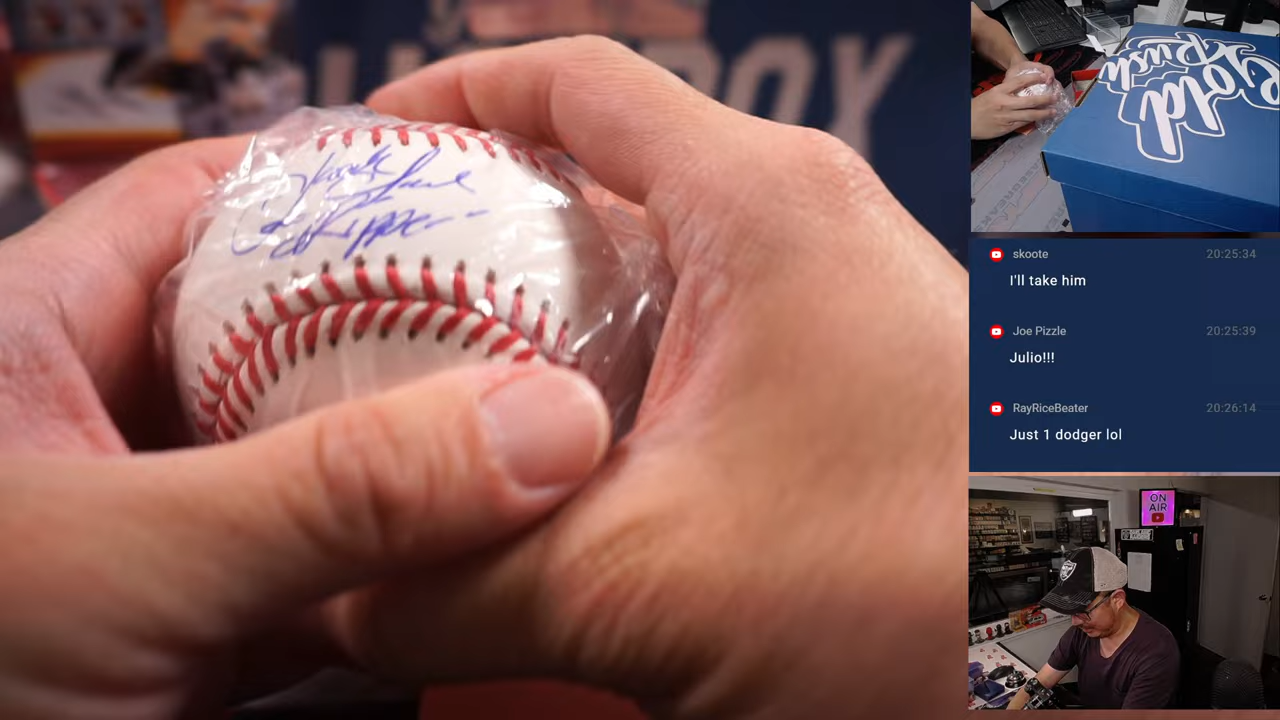 OX
Gold
Rush
skoote 20:25:34
I'll take him
Joe Pizzle 20:25:39
Julio!!!
RayRiceBeater 20:26:14
Just 1 dodger lol
ON
AIR